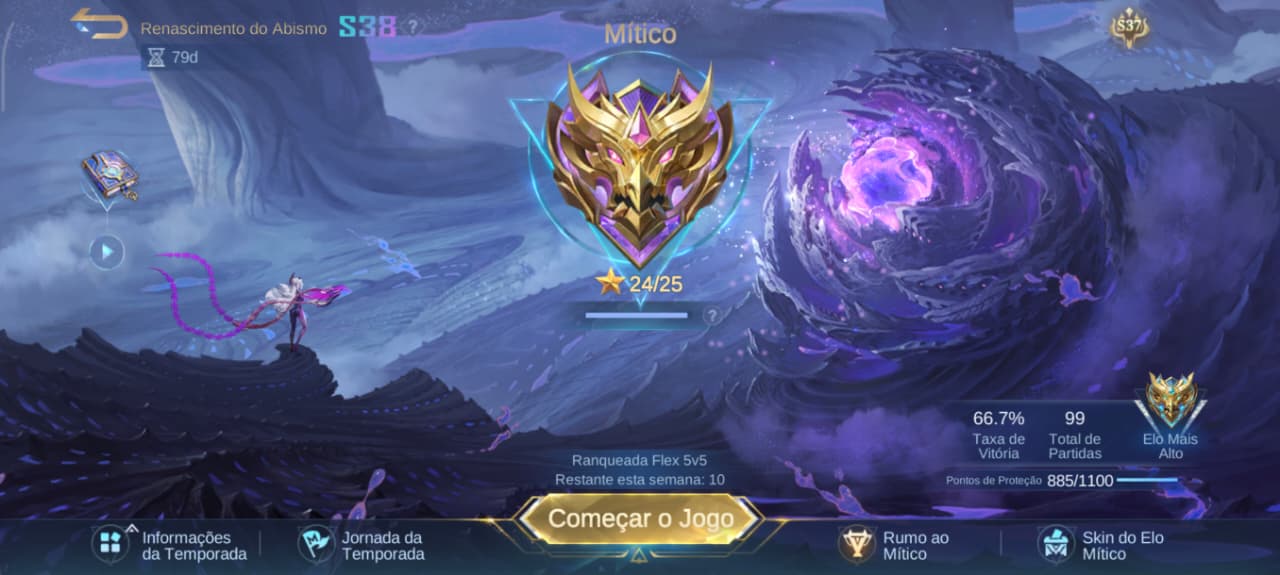 Renascimento do Abismo S38 ?
79d
Mítico
S37
24/25
?
66.7%
Taxa de
Vitória
99
Total de
Partidas
Elo Mais
Alto
Pontos de Proteção 885/1100
Ranqueada Flex 5v5
Restante esta semana: 10
Começar o Jogo
Informações
da Temporada
Jornada da
Temporada
Rumo ao
Mítico
Skin do Elo
Mítico